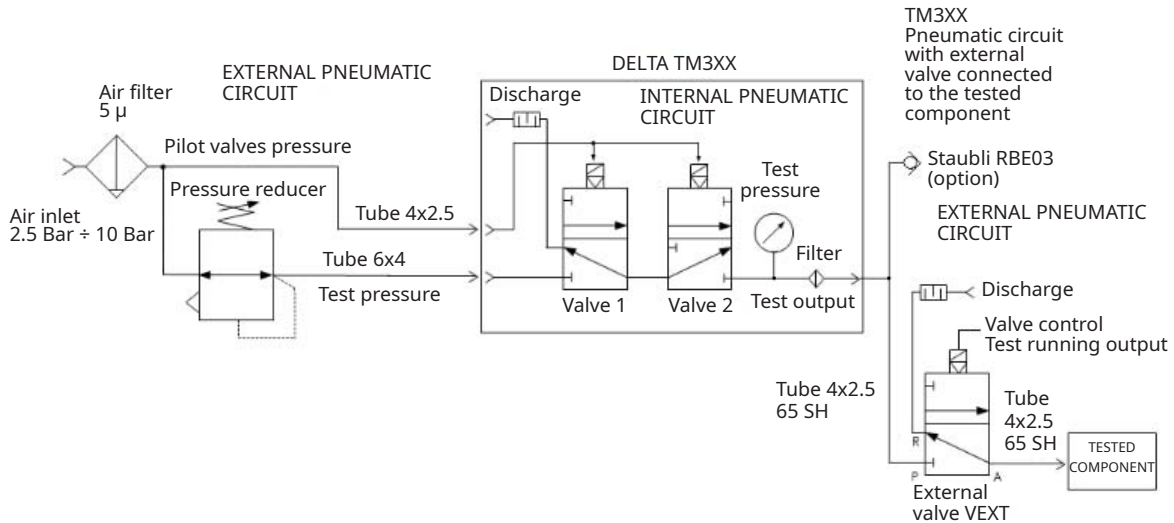 TM3XX
Pneumatic circuit
with external
valve connected
to the tested
component
DELTA TM3XX
EXTERNAL PNEUMATIC
CIRCUIT
Air filter
5 µ
Discharge
INTERNAL PNEUMATIC
CIRCUIT
Pilot valves pressure
Test
pressure
Staubli RBE03
(option)
Pressure reducer
Air inlet
2.5 Bar ÷ 10 Bar
Tube 4x2.5
EXTERNAL PNEUMATIC
CIRCUIT
Tube 6x4
Filter
Test pressure
Valve 1
Valve 2
Test output
Discharge
Valve control
Test running output
Tube 4x2.5
65 SH
Tube
4x2.5
65 SH
R
TESTED
COMPONENT
P
A
External
valve VEXT